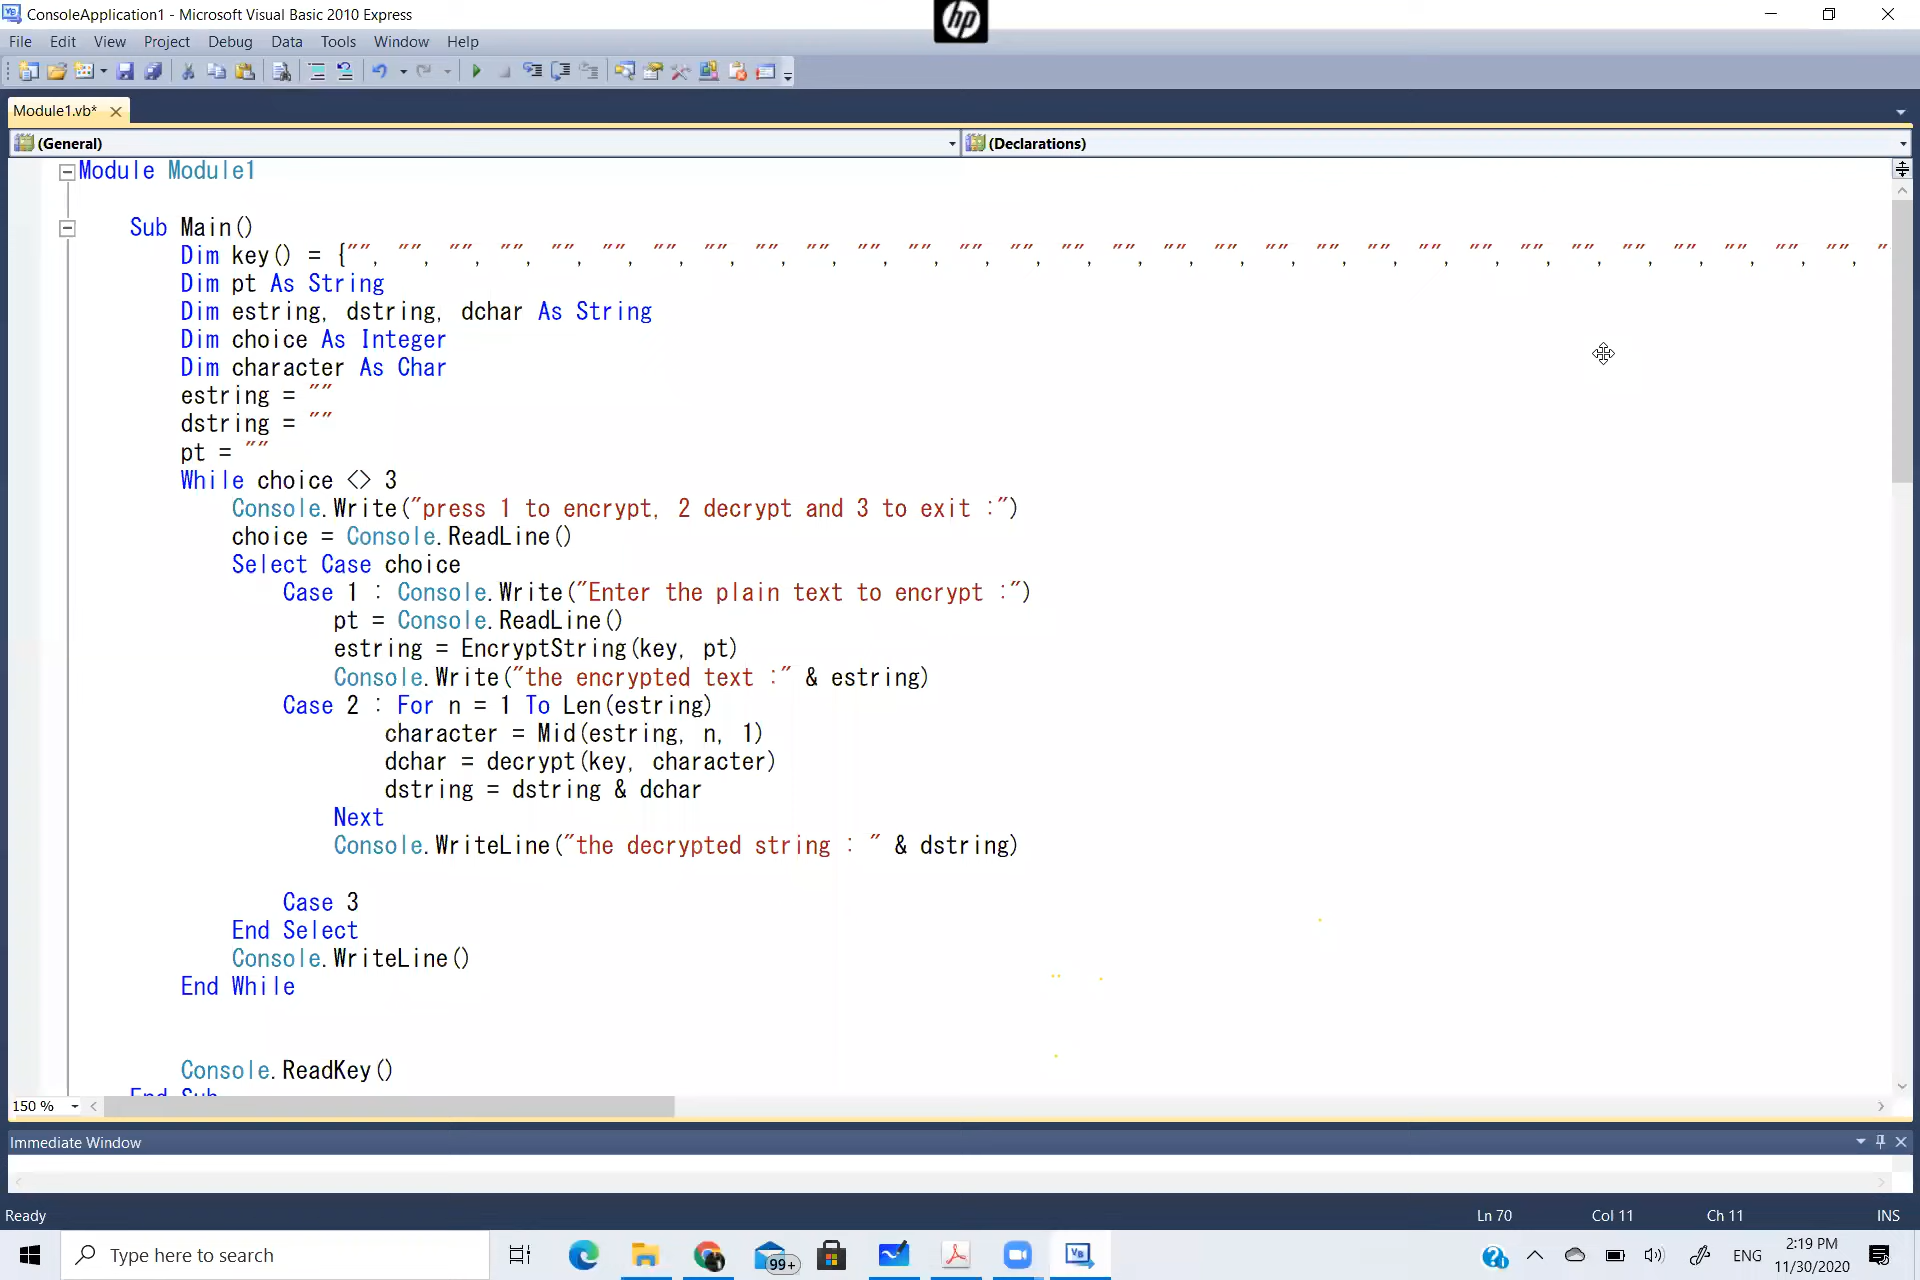 ConsoleApplication1 - Microsoft Visual Basic 2010 Express
hp
File Edit View Project Debug Data Tools Window Help
Module1.vb*
(General) (Declarations)
Module Module1
Sub Main()
Dim key() = {"", "", "", "", "", "", "", "", "", "", "", "", "", "", "", "", "", "", "", "", "", "", "", "", "", "", "", "", "", "", "
Dim pt As String
Dim estring, dstring, dchar As String
Dim choice As Integer
Dim character As Char
estring = ""
dstring = ""
pt = ""
While choice <> 3
Console.Write("press 1 to encrypt, 2 decrypt and 3 to exit :")
choice = Console.ReadLine()
Select Case choice
Case 1 : Console.Write("Enter the plain text to encrypt :")
pt = Console.ReadLine()
estring = EncryptString(key, pt)
Console.Write("the encrypted text :" & estring)
Case 2 : For n = 1 To Len(estring)
character = Mid(estring, n, 1)
dchar = decrypt(key, character)
dstring = dstring & dchar
Next
Console.WriteLine("the decrypted string : " & dstring)
Case 3
End Select
Console.WriteLine()
End While
Console.ReadKey()
End Sub
150 %
Immediate Window
Ready Ln 70 Col 11 Ch 11 INS
Type here to search 99+ VB ENG 2:19 PM
11/30/2020